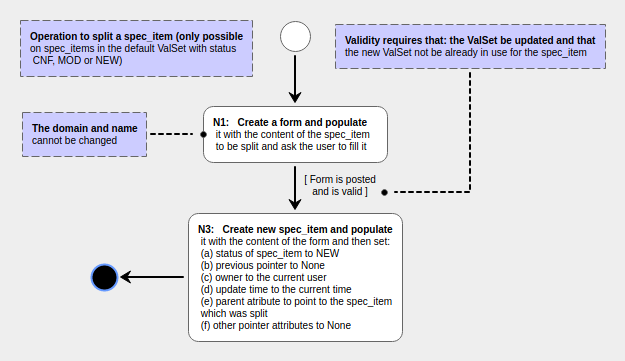 Operation to split a spec_item (only possible
on spec_items in the default ValSet with status
CNF, MOD or NEW)
Validity requires that: the ValSet be updated and that
the new ValSet not be already in use for the spec_item
N1: Create a form and populate
it with the content of the spec_item
to be split and ask the user to fill it
The domain and name
cannot be changed
[ Form is posted
and is valid ]
N3: Create new spec_item and populate
it with the content of the form and then set:
(a) status of spec_item to NEW
(b) previous pointer to None
(c) owner to the current user
(d) update time to the current time
(e) parent atribute to point to the spec_item
which was split
(f) other pointer attributes to None